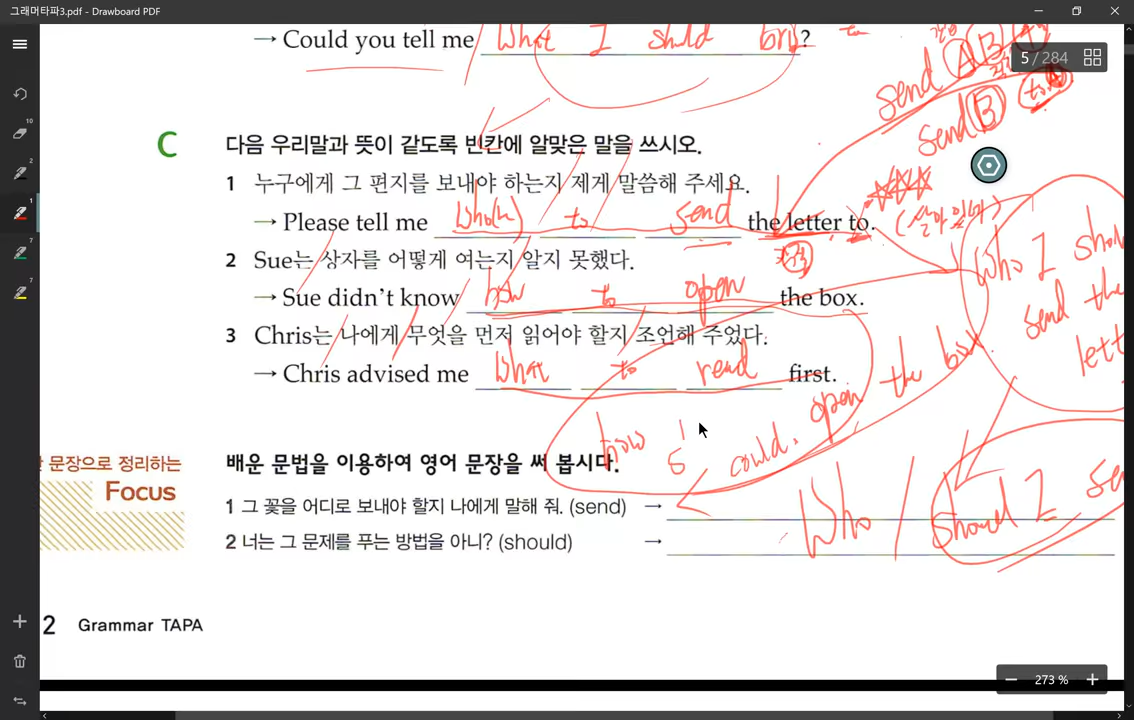 그래머타파3.pdf - Drawboard PDF
→ Could you tell me What I should ?
send A B
5 / 284
send B to A
C 다음 우리말과 뜻이 같도록 빈칸에 알맞은 말을 쓰시오.
1 누구에게 그 편지를 보내야 하는지 제게 말씀해 주세요.
→ Please tell me who(m) to send the letter to.
2 Sue는 상자를 어떻게 여는지 알지 못했다.
Who I
send the
→ Sue didn't know how to open the box.
3 Chris는 나에게 무엇을 먼저 읽어야 할지 조언해 주었다.
→ Chris advised me what to read first.
how could open the box
한 문장으로 정리하는
Focus
배운 문법을 이용하여 영어 문장을 써 봅시다.
1 그 꽃을 어디로 보내야 할지 나에게 말해 줘. (send) →
Who / should I
2 너는 그 문제를 푸는 방법을 아니? (should) →
2 Grammar TAPA
273 %